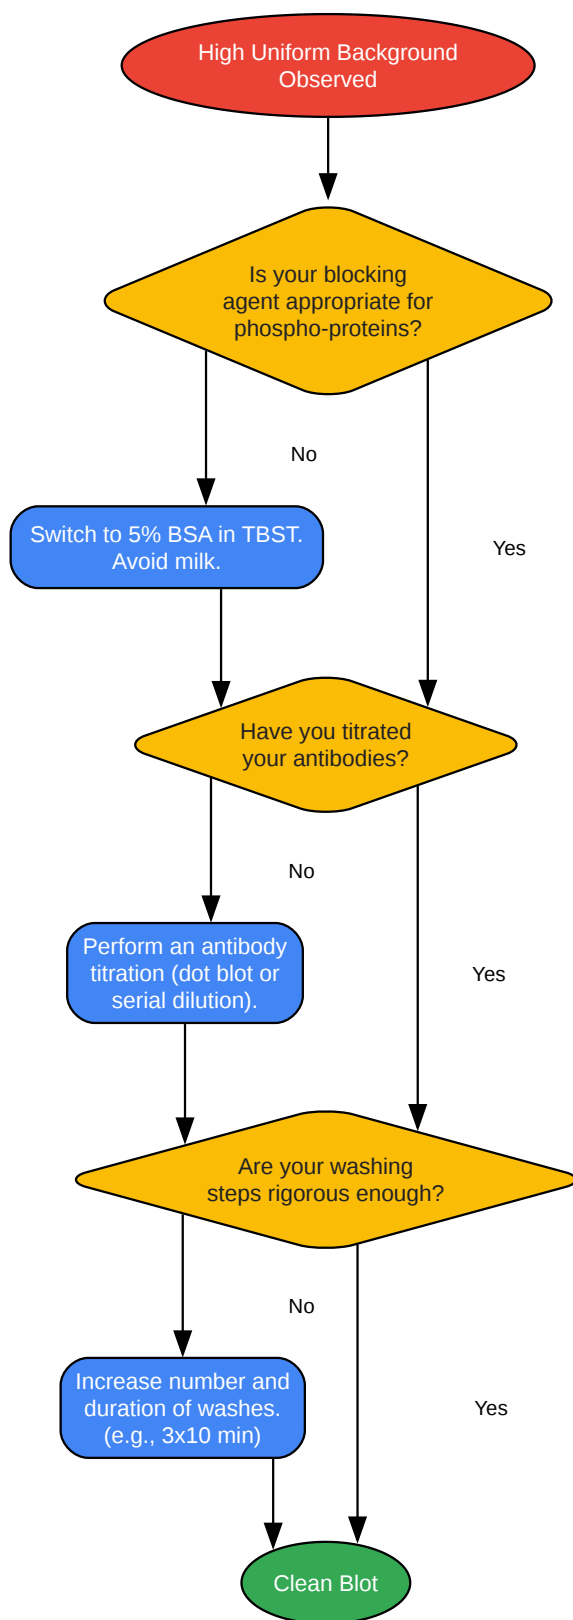 High Uniform Background
Observed
Is your blocking
agent appropriate for
phospho-proteins?
No
Switch to 5% BSA in TBST.
Avoid milk.
Yes
Have you titrated
your antibodies?
No
Perform an antibody
titration (dot blot or
serial dilution).
Yes
Are your washing
steps rigorous enough?
No
Increase number and
duration of washes.
(e.g., 3x10 min)
Yes
Clean Blot